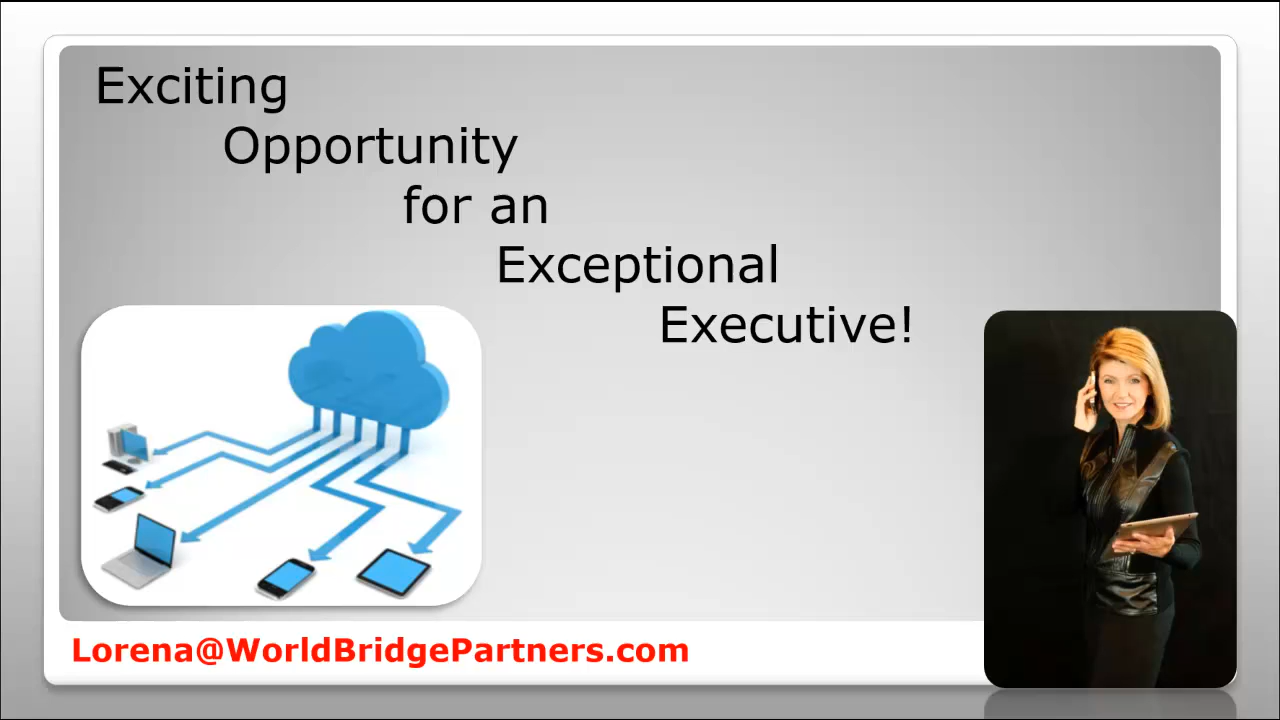 Exciting
Opportunity
for an
Exceptional
Executive!
Lorena@WorldBridgePartners.com